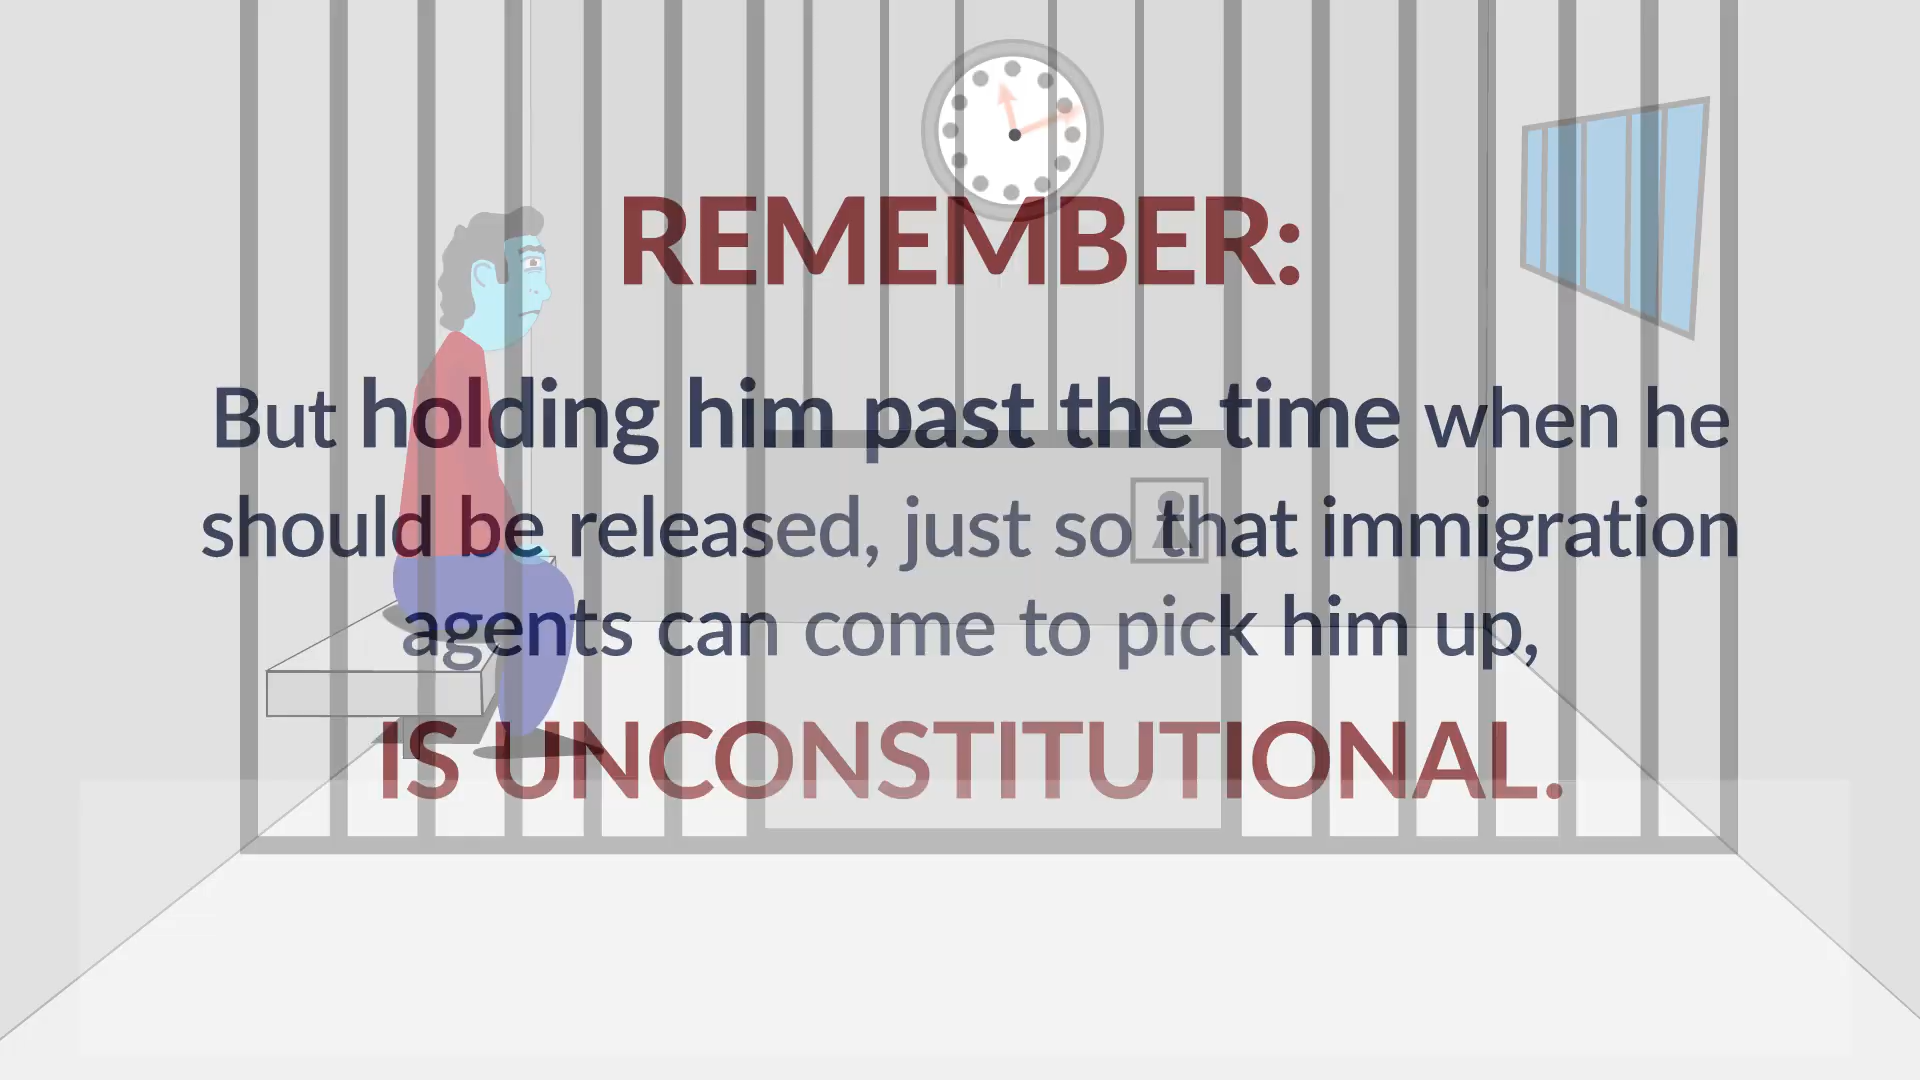 REMEMBER:
But holding him past the time when he
should be released, just so that immigration
agents can come to pick him up,
IS UNCONSTITUTIONAL.